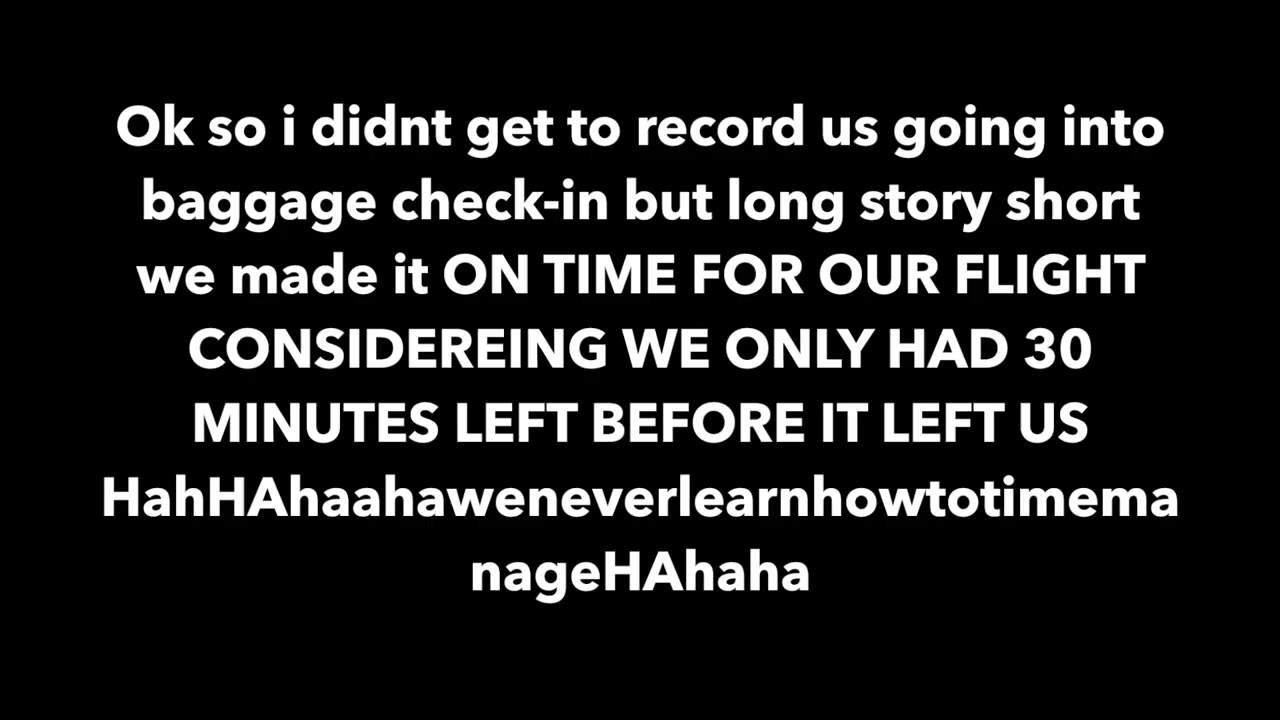 Ok so i didnt get to record us going into
baggage check-in but long story short
we made it ON TIME FOR OUR FLIGHT
CONSIDEREING WE ONLY HAD 30
MINUTES LEFT BEFORE IT LEFT US
HahHAhaahaweneverlearnhowtotimema
nageHAhaha